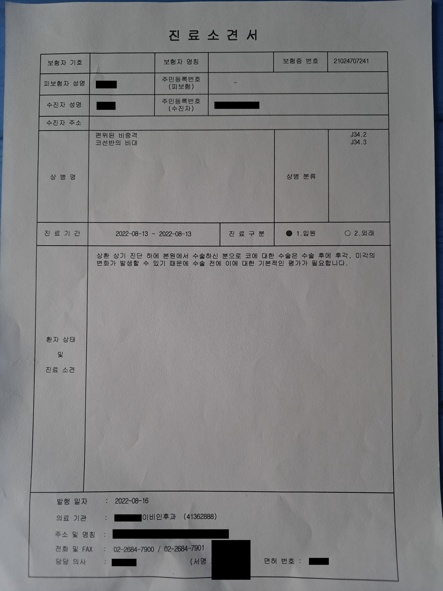 진료소견서
보험자 기호 보험자 명칭 보험증 번호 21024707241
피보험자 성명 주민등록번호 (피보험) -
수진자 성명 주민등록번호 (수진자)
수진자 주소
상 병 명 편위된 비중격 상병 분류 J34.2
코선반의 비대 J34.3
진 료 기 간 2022-08-13 ~ 2022-08-13 진 료 구 분 ● 1.입원 ○ 2.외래
환자 상태 및 진료 소견
상환 상기 진단 하에 본원에서 수술하신 분으로 코에 대한 수술은 수술 후에 후각, 미각의
변화가 발생할 수 있기 때문에 수술 전에 이에 대한 기본적인 평가가 필요합니다.
발행 일자 : 2022-08-16
의료 기관 : 이비인후과 (41362888)
주소 및 명칭 :
전화 및 FAX : 02-2684-7900 / 02-2684-7901
담당 의사 : (서명 면허 번호 :